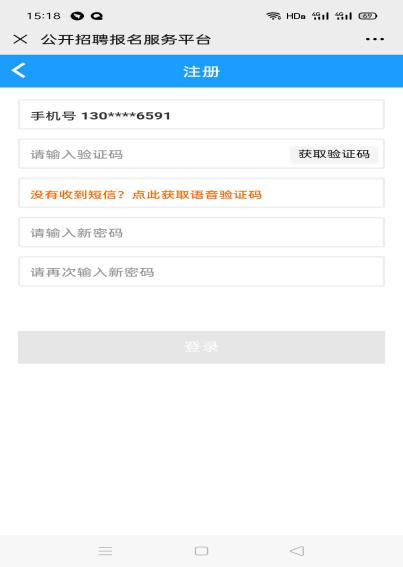 15:18 HD 4G 4G 69
公开招聘报名服务平台
注册
手机号 130****6591
请输入验证码 获取验证码
没有收到短信？点此获取语音验证码
请输入新密码
请再次输入新密码
登录